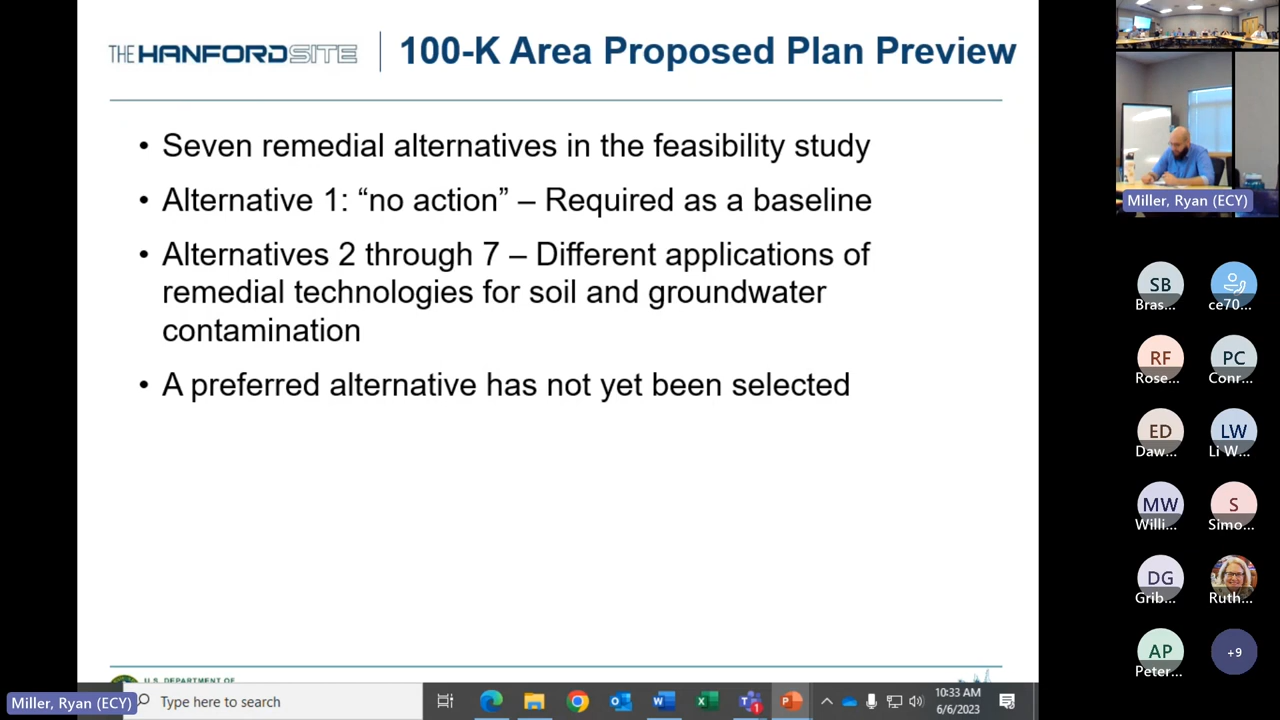 THE HANFORDSITE
100-K Area Proposed Plan Preview
• Seven remedial alternatives in the feasibility study
• Alternative 1: “no action” – Required as a baseline
• Alternatives 2 through 7 – Different applications of
remedial technologies for soil and groundwater
contamination
• A preferred alternative has not yet been selected
U.S. DEPARTMENT OF
Miller, Ryan (ECY)
Type here to search
10:33 AM
6/6/2023
Miller, Ryan (ECY)
SB
Bras...
ce70...
RF
Rose...
PC
Conr...
ED
Daw...
LW
Li W...
MW
Willi...
S
Simo...
DG
Grib...
Ruth...
AP
Peter...
+9